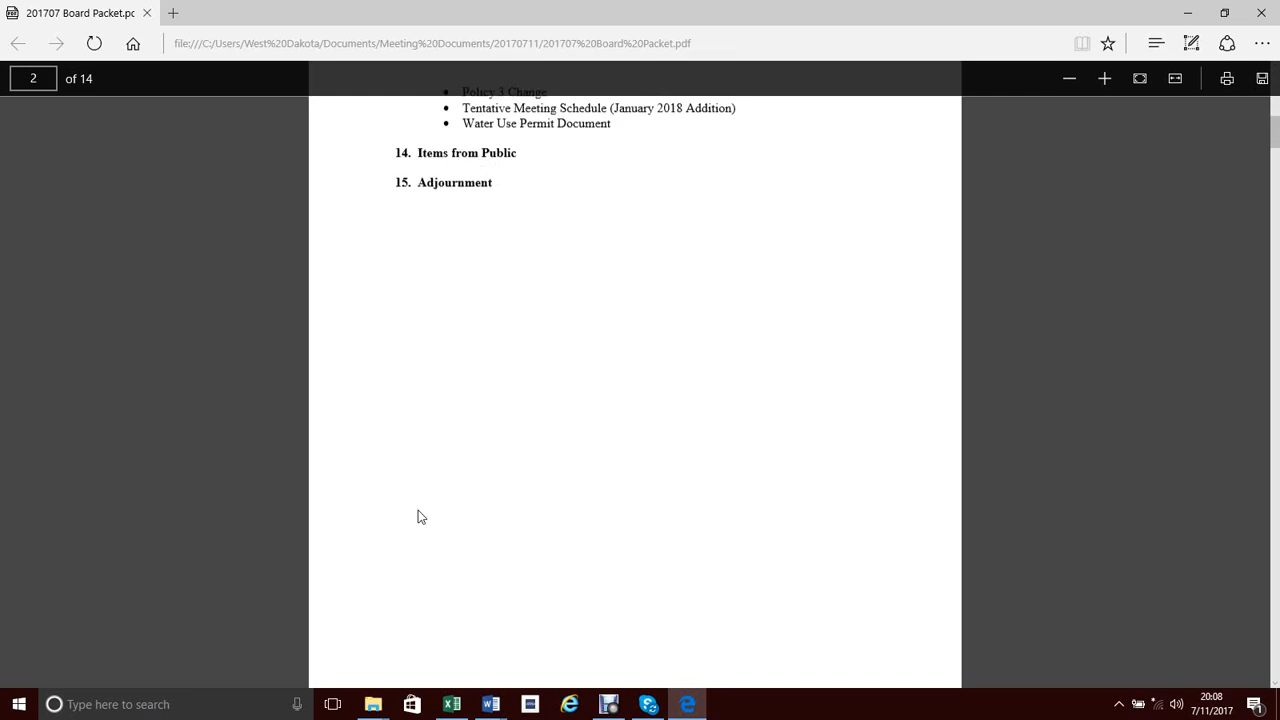 201707 Board Packet.pc
file:///C:/Users/West%20Dakota/Documents/Meeting%20Documents/20170711/201707%20Board%20Packet.pdf
2 of 14
• Policy 3 Change
• Tentative Meeting Schedule (January 2018 Addition)
• Water Use Permit Document
14. Items from Public
15. Adjournment
Type here to search
20:08
7/11/2017